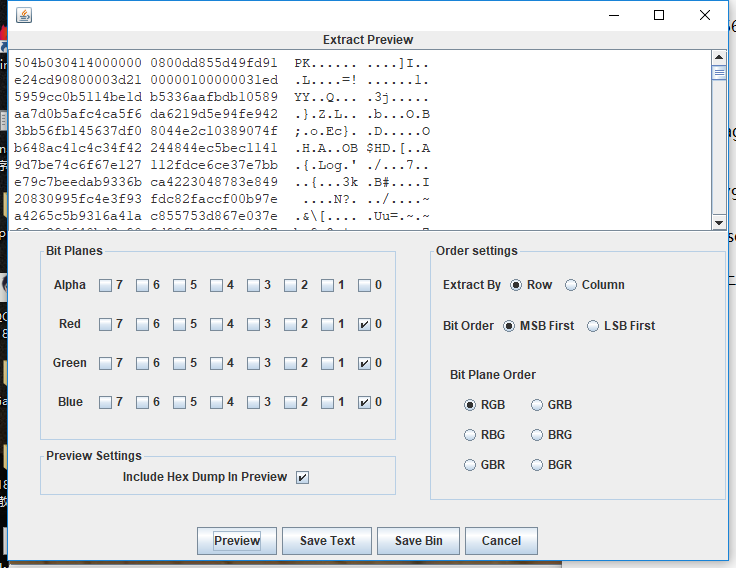 Extract Preview
504b030414000000 0800dd855d49fd91 PK...... ....]I..
e24cd90800003d21 00000100000031ed .L....=! ......1.
5959cc0b5114be1d b5336aafbdb10589 YY..Q... .3j.....
aa7d0b5afc4ca5f6 da6219d5e94fe942 .}.Z.L.. .b...O.B
3bb56fb145637df0 8044e2c10389074f ;.o.Ec}. .D.....O
b648ac41c4c34f42 244844ec5bec1141 .H.A..OB $HD.[..A
9d7be74c6f67e127 112fdce6ce37e7bb .{.Log.' ./...7..
e79c7beedab9336b ca4223048783e849 ..{...3k .B#....I
20830995fc4e3f93 fdc82faccf00b97e ....N?. ../....~
a4265c5b9316a41a c855753d867e037e .&\[.... .Uu=.~.~
Bit Planes
Alpha 7 6 5 4 3 2 1 0
Red 7 6 5 4 3 2 1 0
Green 7 6 5 4 3 2 1 0
Blue 7 6 5 4 3 2 1 0
Preview Settings
Include Hex Dump In Preview
Order settings
Extract By Row Column
Bit Order MSB First LSB First
Bit Plane Order
RGB GRB
RBG BRG
GBR BGR
Preview Save Text Save Bin Cancel